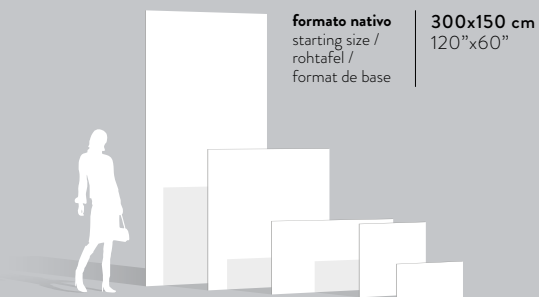 formato nativo
starting size /
rohtafel /
format de base
300x150 cm
120”x60”